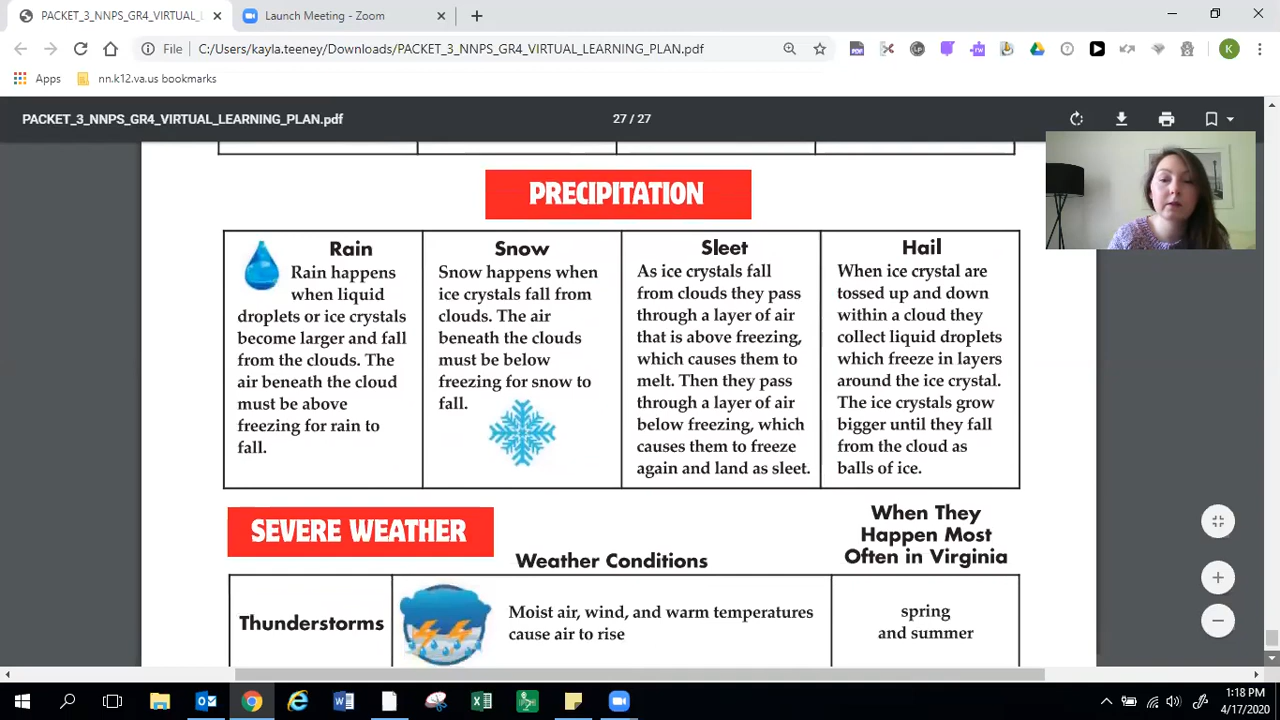 PACKET_3_NNPS_GR4_VIRTUAL_L
Launch Meeting - Zoom
File
C:/Users/kayla.teeney/Downloads/PACKET_3_NNPS_GR4_VIRTUAL_LEARNING_PLAN.pdf
K
Apps
nn.k12.va.us bookmarks
PACKET_3_NNPS_GR4_VIRTUAL_LEARNING_PLAN.pdf
27 / 27
PRECIPITATION
Rain
Rain happens
when liquid
droplets or ice crystals
become larger and fall
from the clouds. The
air beneath the cloud
must be above
freezing for rain to
fall.
Snow
Snow happens when
ice crystals fall from
clouds. The air
beneath the clouds
must be below
freezing for snow to
fall.
Sleet
As ice crystals fall
from clouds they pass
through a layer of air
that is above freezing,
which causes them to
melt. Then they pass
through a layer of air
below freezing, which
causes them to freeze
again and land as sleet.
Hail
When ice crystal are
tossed up and down
within a cloud they
collect liquid droplets
which freeze in layers
around the ice crystal.
The ice crystals grow
bigger until they fall
from the cloud as
balls of ice.
SEVERE WEATHER
Weather Conditions
When They
Happen Most
Often in Virginia
Thunderstorms
Moist air, wind, and warm temperatures
cause air to rise
spring
and summer
1:18 PM
4/17/2020